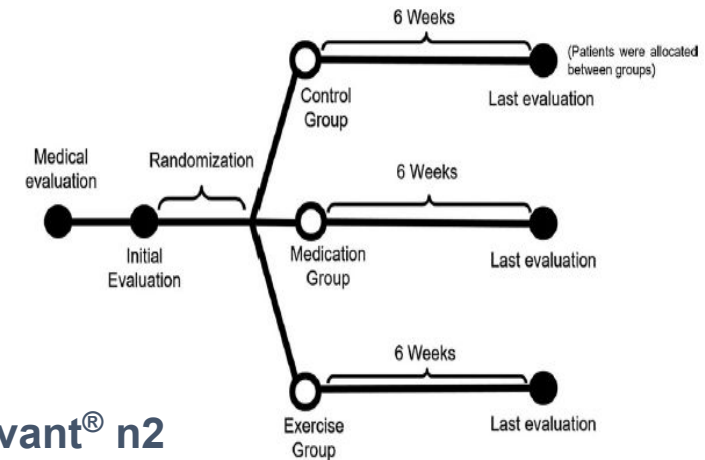 6 Weeks
(Patients were allocated
between groups)
Control
Group
Last evaluation
Medical
evaluation
Randomization
6 Weeks
Initial
Evaluation
Medication
Group
Last evaluation
6 Weeks
vant® n2
Exercise
Group
Last evaluation